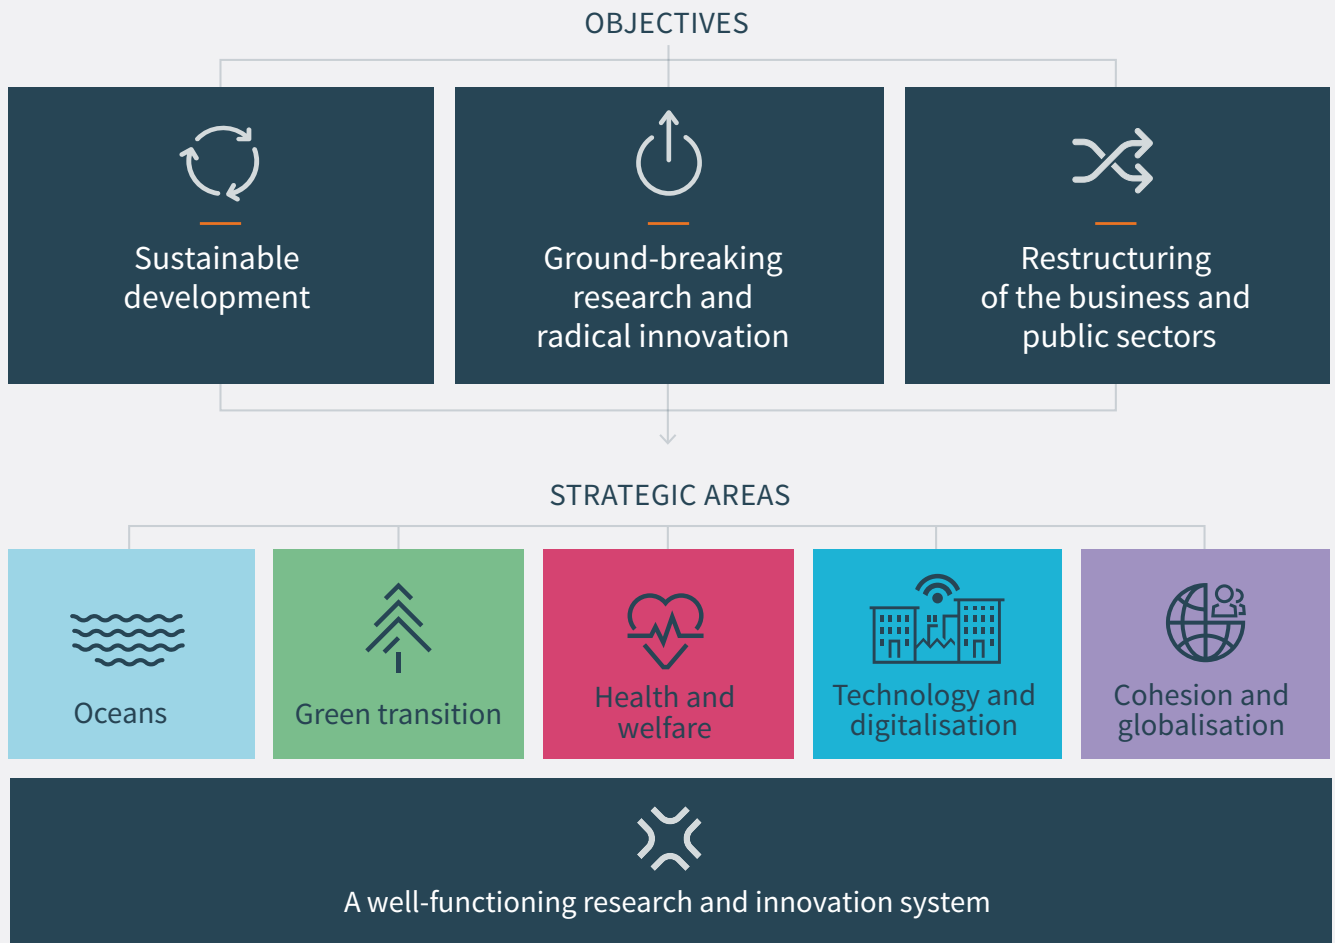 OBJECTIVES
Sustainable
development
Ground-breaking
research and
radical innovation
Restructuring
of the business and
public sectors
STRATEGIC AREAS
Oceans
Green transition
Health and
welfare
Technology and
digitalisation
Cohesion and
globalisation
A well-functioning research and innovation system